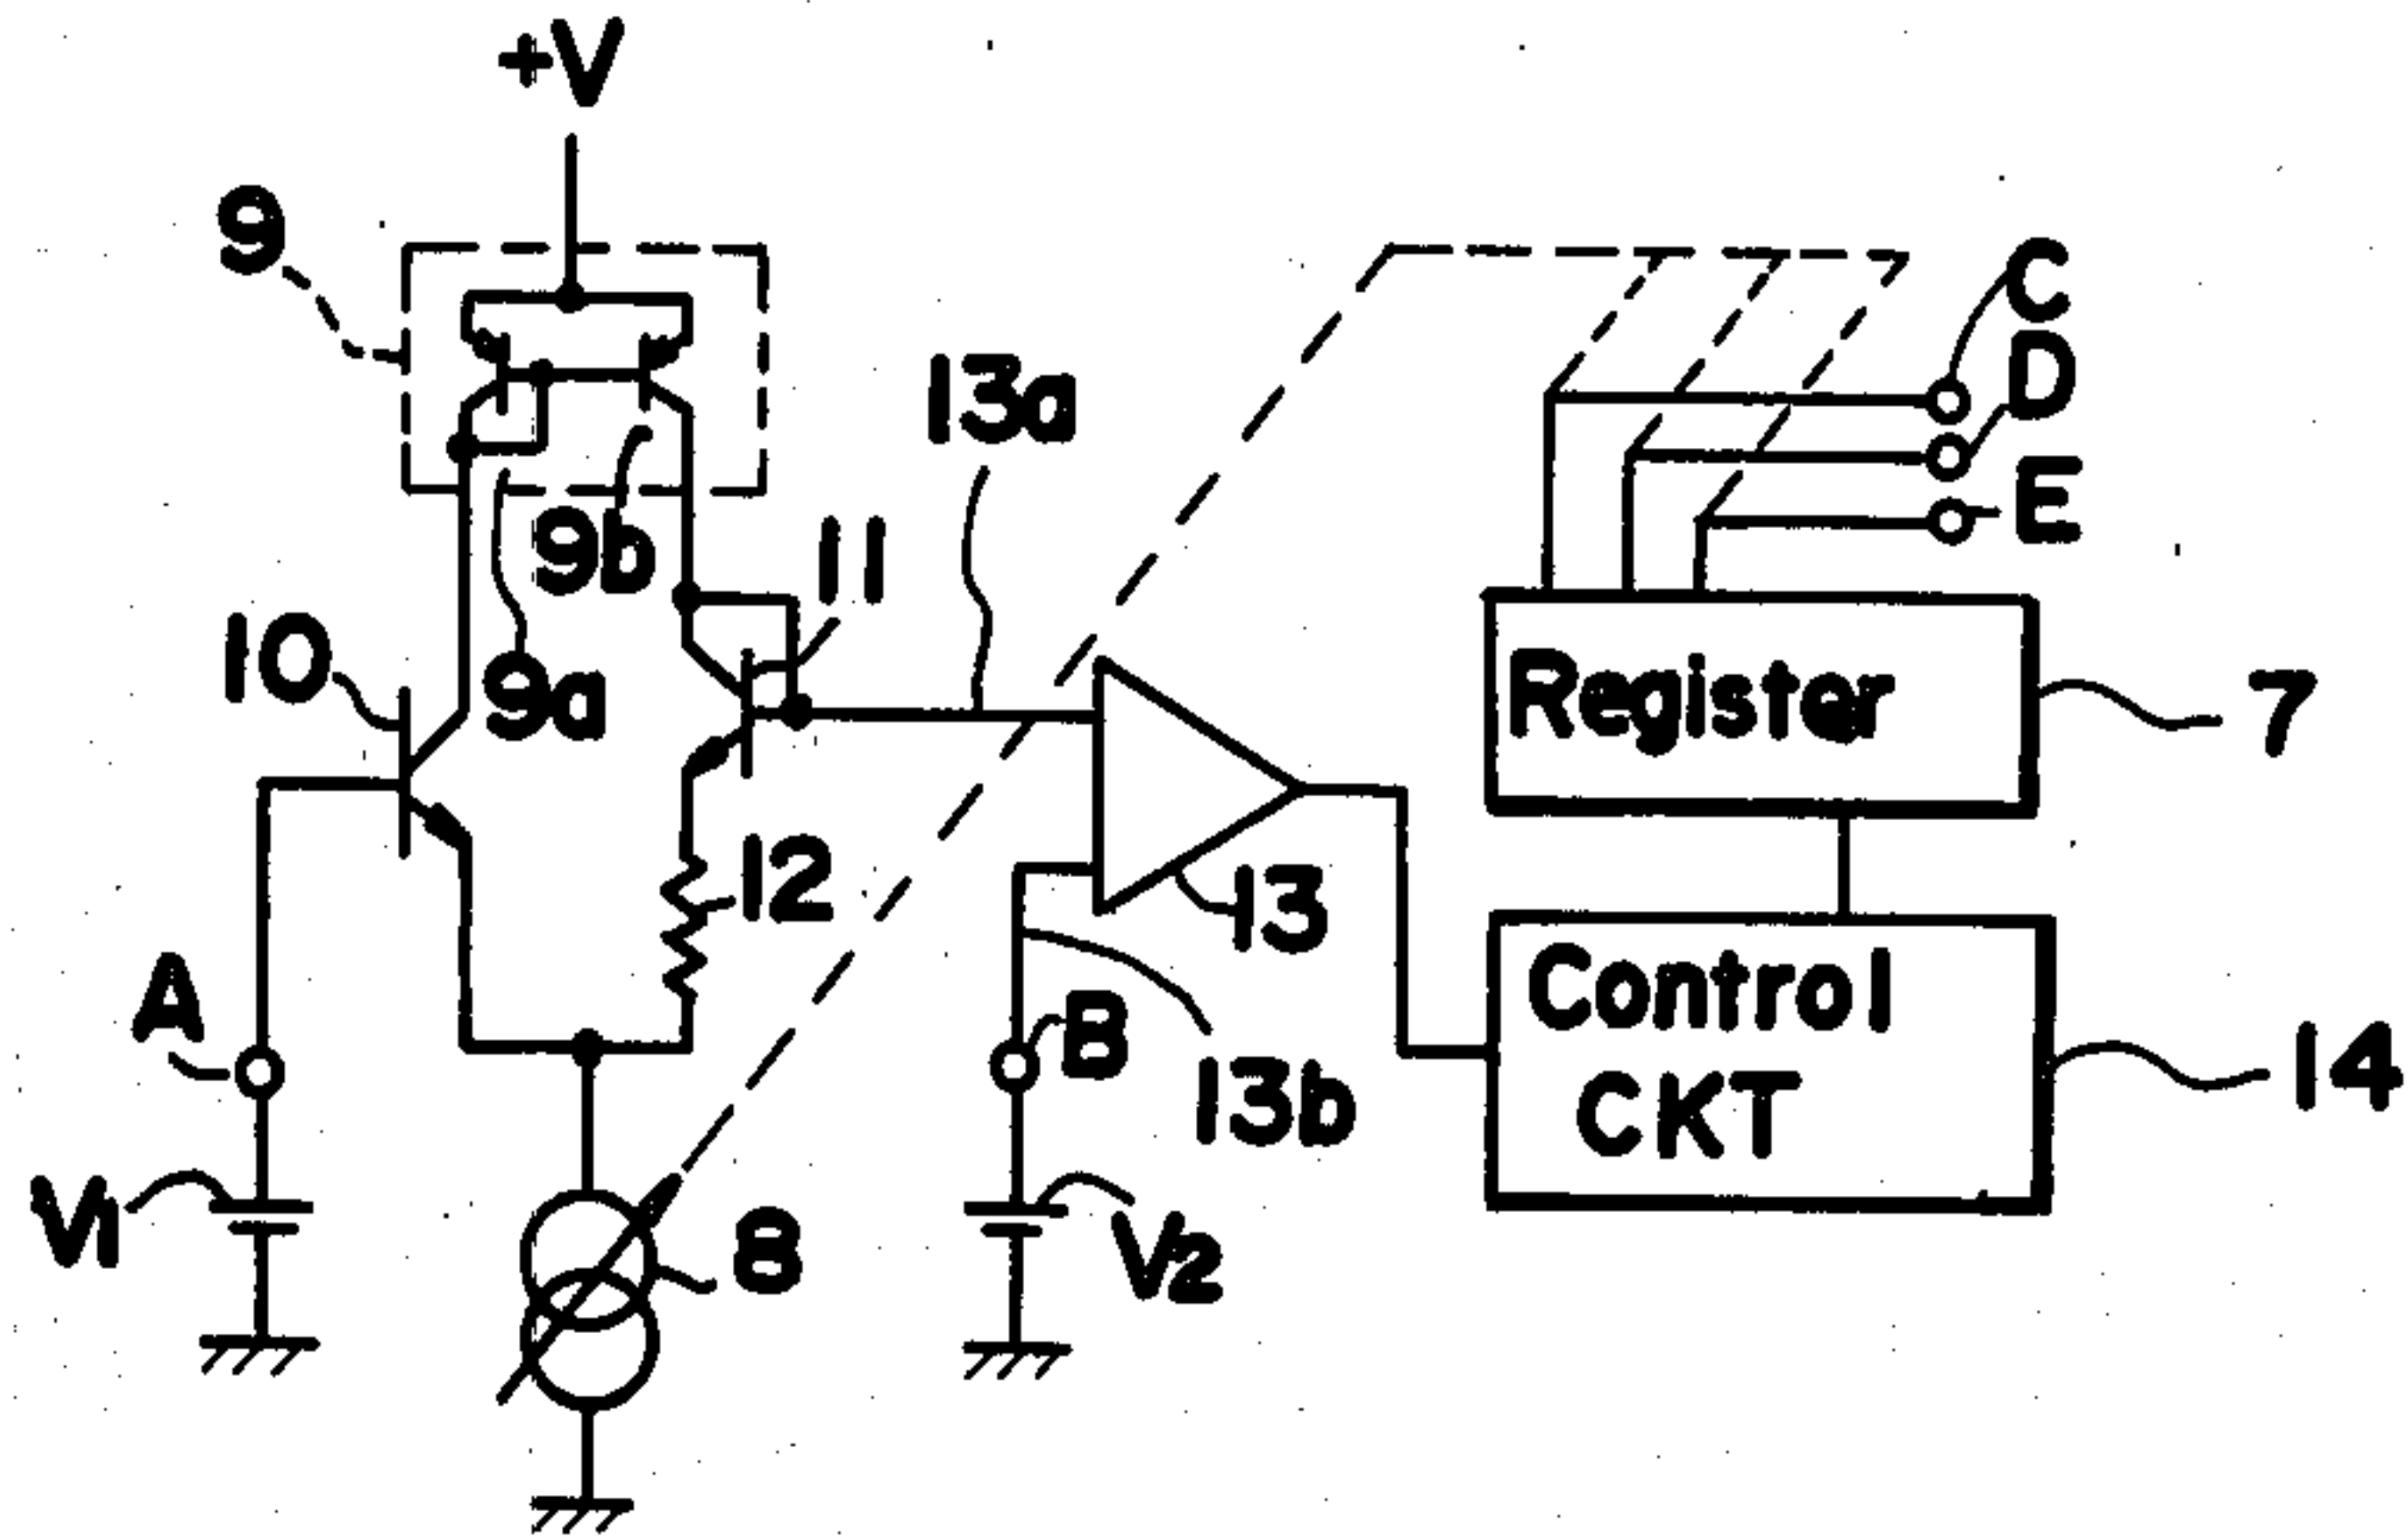 +V
9
C
D
13a
E
9b
11
10
9a
Register
7
12
13
Control
CKT
A
B
13b
14
V1
8
V2